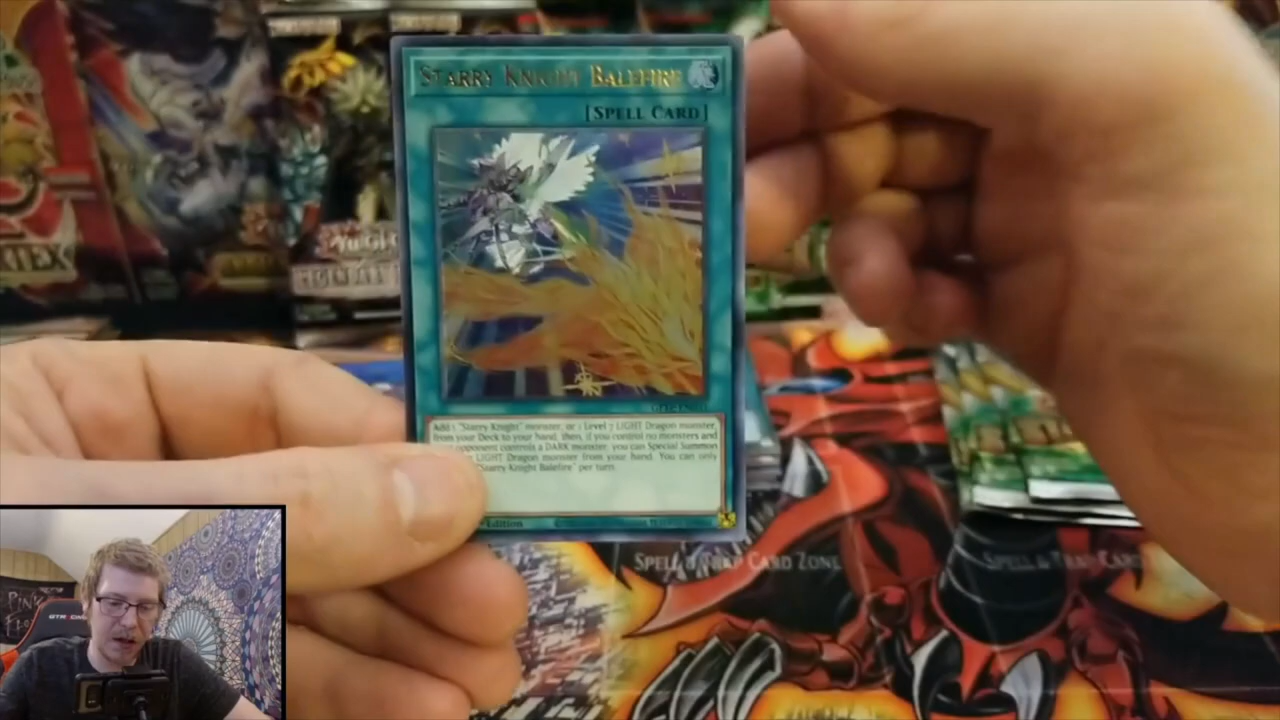 STARRY KNIGHT BALEFIRE
[SPELL CARD]
Add 1 "Starry Knight" monster, or 1 Level 7 LIGHT Dragon monster,
from your Deck to your hand, then, if you control no monsters and
opponent controls a DARK monster, you can Special Summon
LIGHT Dragon monster from your hand. You can only
"Starry Knight Balefire" per turn.
Edition
SPELL & TRAP CARD ZONE
SPELL & TRAP CARD
PINK
GTRACING